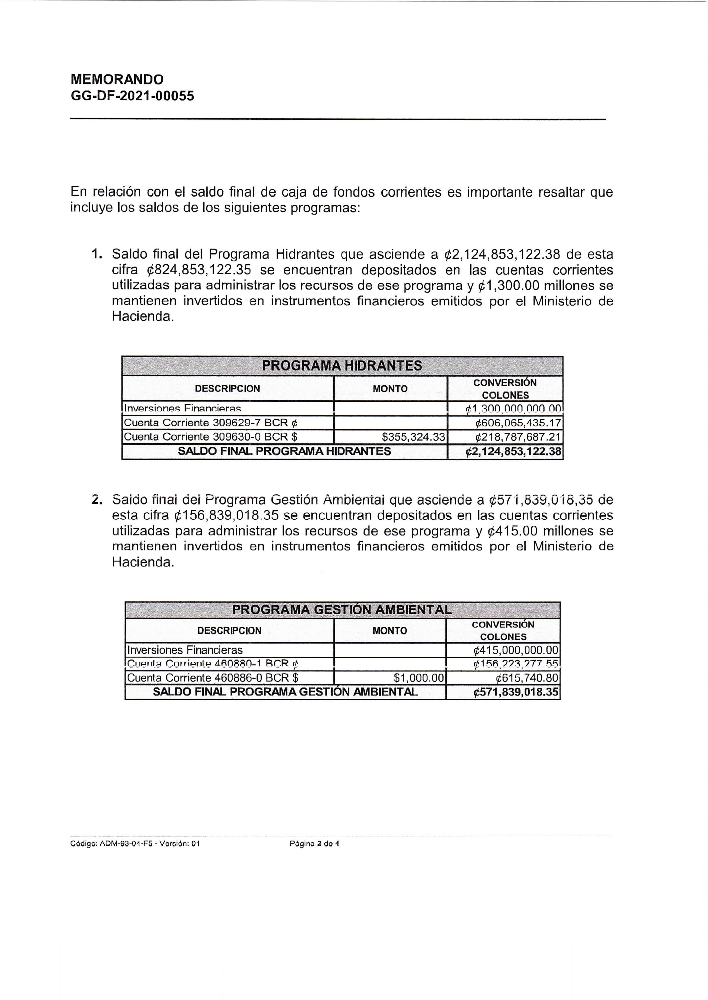 MEMORANDO
GG-DF-2021-00055
En relación con el saldo final de caja de fondos corrientes es importante resaltar que
incluye los saldos de los siguientes programas:
1. Saldo final del Programa Hidrantes que asciende a ₡2,124,853,122.38 de esta
cifra ₡824,853,122.35 se encuentran depositados en las cuentas corrientes
utilizadas para administrar los recursos de ese programa y ₡1,300.00 millones se
mantienen invertidos en instrumentos financieros emitidos por el Ministerio de
Hacienda.
PROGRAMA HIDRANTES
DESCRIPCION MONTO CONVERSIÓN
COLONES
Inversiones Financieras ₡1,300,000,000.00
Cuenta Corriente 309629-7 BCR ₡ ₡606,065,435.17
Cuenta Corriente 309630-0 BCR $ $355,324.33 ₡218,787,687.21
SALDO FINAL PROGRAMA HIDRANTES ₡2,124,853,122.38
2. Saldo final del Programa Gestión Ambiental que asciende a ₡571,839,018,35 de
esta cifra ₡156,839,018.35 se encuentran depositados en las cuentas corrientes
utilizadas para administrar los recursos de ese programa y ₡415.00 millones se
mantienen invertidos en instrumentos financieros emitidos por el Ministerio de
Hacienda.
PROGRAMA GESTIÓN AMBIENTAL
DESCRIPCION MONTO CONVERSIÓN
COLONES
Inversiones Financieras ₡415,000,000.00
Cuenta Corriente 460880-1 BCR ₡ ₡156,223,277.55
Cuenta Corriente 460886-0 BCR $ $1,000.00 ₡615,740.80
SALDO FINAL PROGRAMA GESTIÓN AMBIENTAL ₡571,839,018.35
Código: ADM-93-04-F5 - Versión: 01 Página 2 de 4